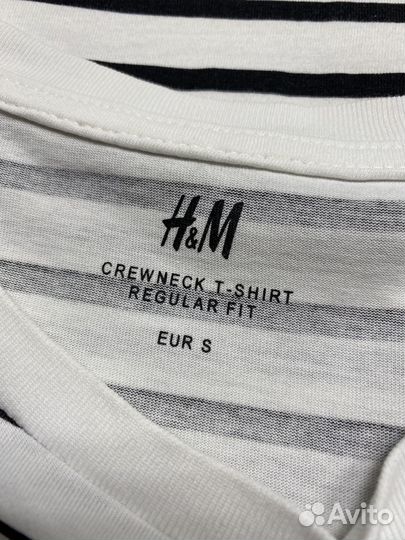 H&M
CREWNECK T-SHIRT
REGULAR FIT
EUR S
Avito